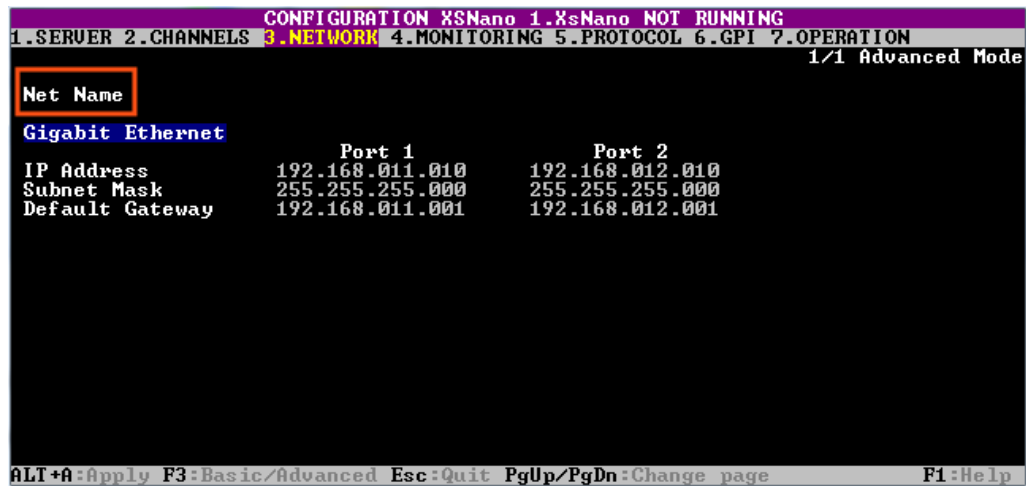 CONFIGURATION XSNano 1.XsNano NOT RUNNING
1.SERVER 2.CHANNELS 3.NETWORK 4.MONITORING 5.PROTOCOL 6.GPI 7.OPERATION
1/1 Advanced Mode
Net Name
Gigabit Ethernet
Port 1 Port 2
IP Address 192.168.011.010 192.168.012.010
Subnet Mask 255.255.255.000 255.255.255.000
Default Gateway 192.168.011.001 192.168.012.001
ALT+A:Apply F3:Basic/Advanced Esc:Quit PgUp/PgDn:Change page F1:Help